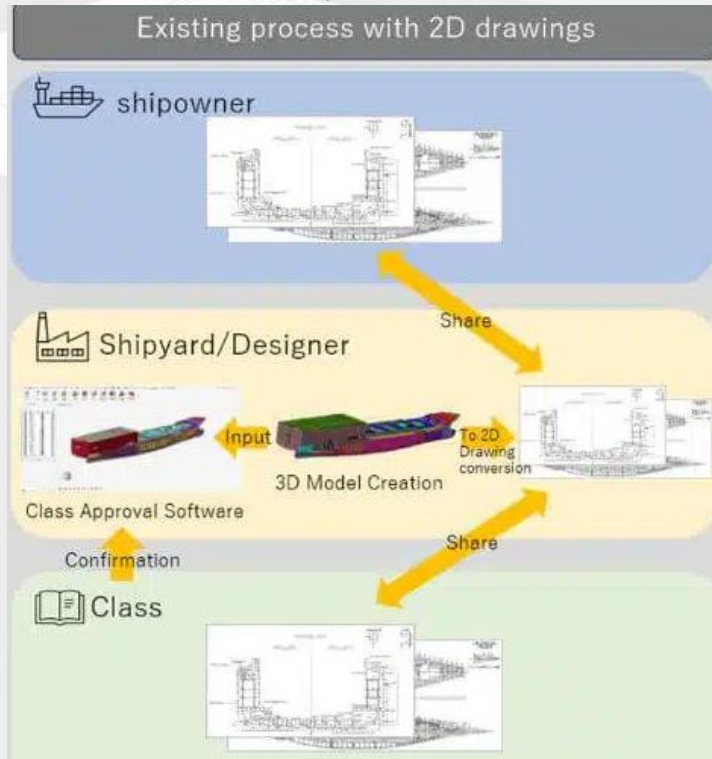 Existing process with 2D drawings
shipowner
Share
Shipyard/Designer
Input
To 2D
Drawing
conversion
3D Model Creation
Class Approval Software
Share
Confirmation
Class